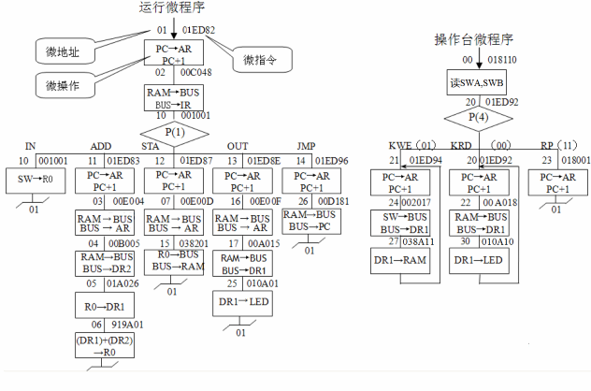 运行微程序
01 01ED82
微地址
PC→AR
PC+1
微指令
微操作
02 00C048
RAM→BUS
BUS→IR
10 001001
P(1)
IN ADD STA OUT JMP
10 001001 11 01ED83 12 01ED87 13 01ED8E 14 01ED96
SW→R0 PC→AR PC→AR PC→AR PC→AR
PC+1 PC+1 PC+1 PC+1
01 03 00E004 07 00E00D 16 00E00F 26 00D181
RAM→BUS RAM→BUS RAM→BUS RAM→BUS
BUS→AR BUS→AR BUS→AR BUS→PC
04 00B005 15 038201 17 00A015 01
RAM→BUS R0→BUS RAM→BUS
BUS→DR2 BUS→RAM BUS→DR1
05 01A026 01 25 010A01
R0→DR1 DR1→LED
06 919A01 01
(DR1)+(DR2)
→R0
01
操作台微程序
00 018110
读SWA,SWB
20 01ED92
P(4)
KWE (01) KRD (00) RP (11)
21 01ED94 20 01ED92 23 018001
PC→AR PC→AR PC→AR
PC+1 PC+1 PC+1
24 002017 22 00A018 01
SW→BUS RAM→BUS
BUS→DR1 BUS→DR1
27 038A11 30 010A10
DR1→RAM DR1→LED